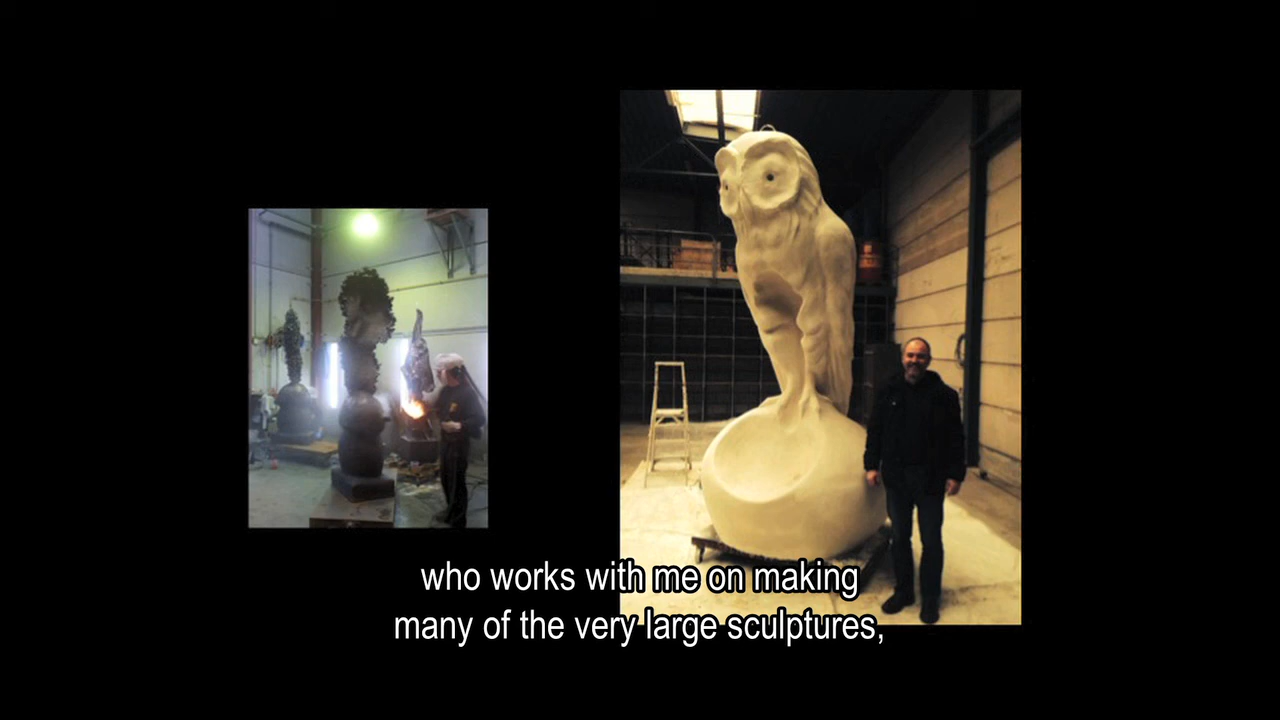 who works with me on making
many of the very large sculptures,